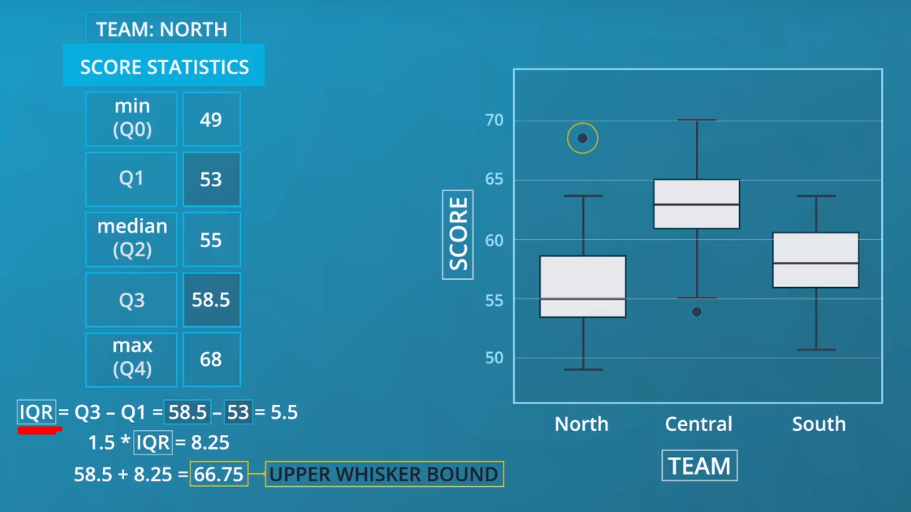 TEAM: NORTH
SCORE STATISTICS
min
(Q0)
49
Q1
53
median
(Q2)
55
Q3
58.5
max
(Q4)
68
IQR = Q3 – Q1 = 58.5 – 53 = 5.5
1.5 * IQR = 8.25
58.5 + 8.25 = 66.75 UPPER WHISKER BOUND
SCORE
70
65
60
55
50
North Central South
TEAM